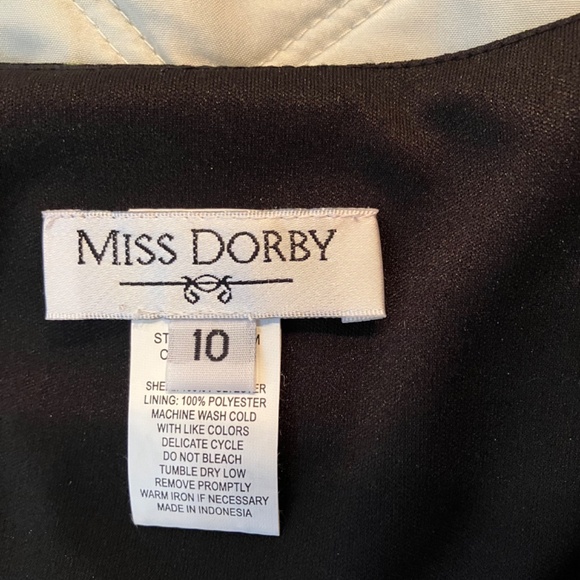 MISS DORBY
10
ST
LINING: 100% POLYESTER
MACHINE WASH COLD
WITH LIKE COLORS
DELICATE CYCLE
DO NOT BLEACH
TUMBLE DRY LOW
REMOVE PROMPTLY
WARM IRON IF NECESSARY
MADE IN INDONESIA